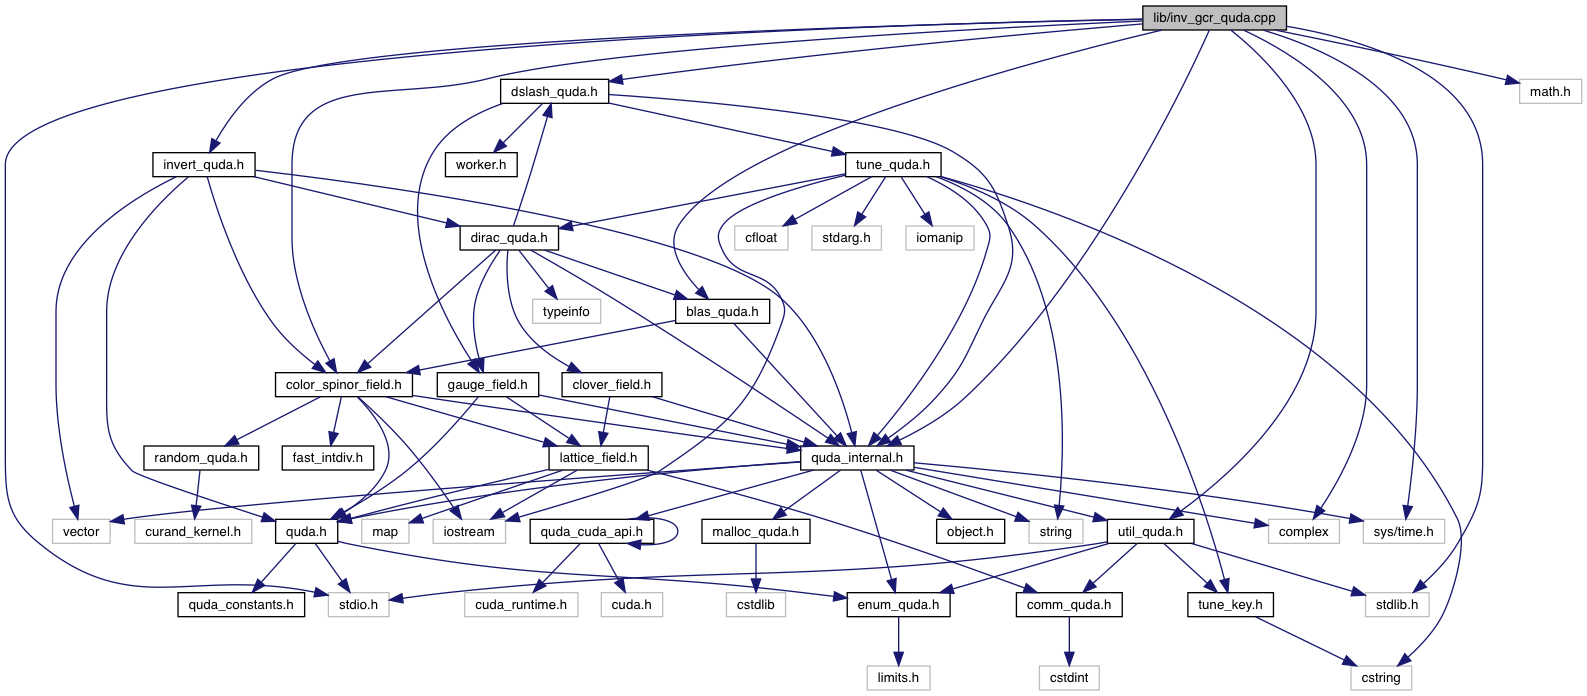 lib/inv_gcr_quda.cpp
dslash_quda.h
math.h
invert_quda.h
worker.h
tune_quda.h
dirac_quda.h
cfloat
stdarg.h
iomanip
typeinfo
blas_quda.h
color_spinor_field.h
gauge_field.h
clover_field.h
random_quda.h
fast_intdiv.h
lattice_field.h
quda_internal.h
vector
curand_kernel.h
quda.h
map
iostream
quda_cuda_api.h
malloc_quda.h
object.h
string
util_quda.h
complex
sys/time.h
quda_constants.h
stdio.h
cuda_runtime.h
cuda.h
cstdlib
enum_quda.h
comm_quda.h
tune_key.h
stdlib.h
limits.h
cstdint
cstring